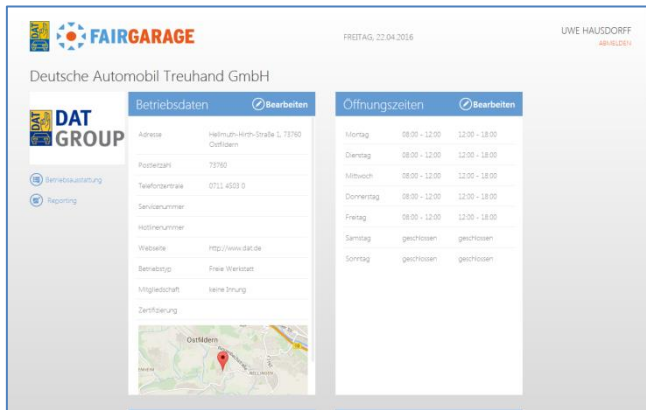 DAT
FAIRGARAGE
FREITAG, 22.04.2016
UWE HAUSDORFF
ABMELDEN
Deutsche Automobil Treuhand GmbH
DAT
DAT
GROUP
Betriebsausstattung
Reporting
Betriebsdaten
Bearbeiten
Adresse Hellmuth-Hirth-Straße 1, 73760
Ostfildern
Postleitzahl 73760
Telefonzentrale 0711 4503 0
Servicenummer
Hotlinenummer
Webseite http://www.dat.de
Betriebstyp Freie Werkstatt
Mitgliedschaft keine Innung
Zertifizierung
Ostfildern
NELLINGEN
Öffnungszeiten
Bearbeiten
Montag 08:00 - 12:00 12:00 - 18:00
Dienstag 08:00 - 12:00 12:00 - 18:00
Mittwoch 08:00 - 12:00 12:00 - 18:00
Donnerstag 08:00 - 12:00 12:00 - 18:00
Freitag 08:00 - 12:00 12:00 - 18:00
Samstag geschlossen geschlossen
Sonntag geschlossen geschlossen